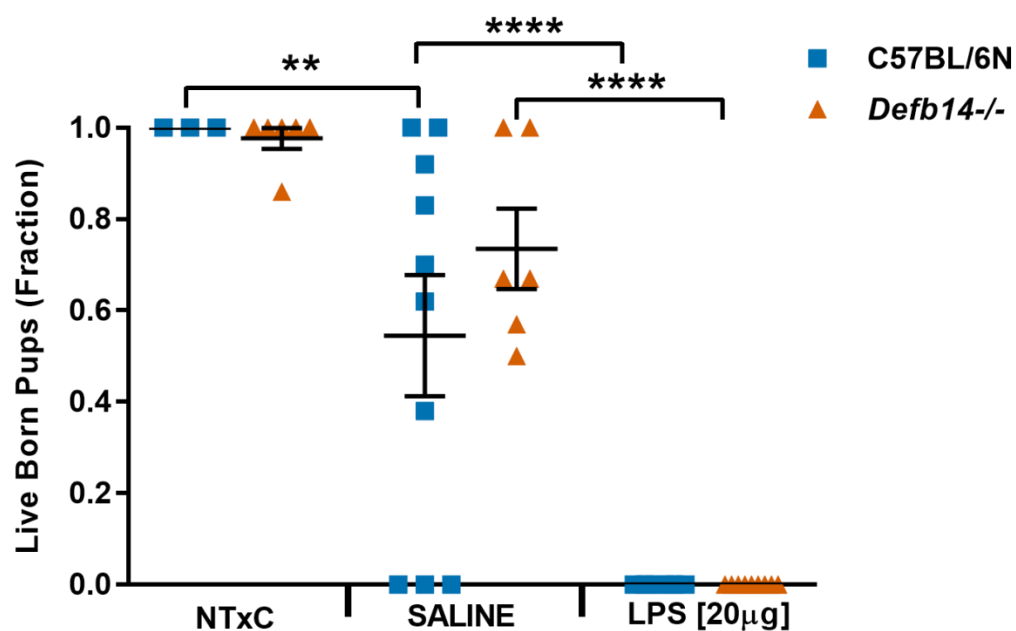 ****
**
****
C57BL/6N
Defb14-/-
Live Born Pups (Fraction)
1.0
0.8
0.6
0.4
0.2
0.0
NTxC
SALINE
LPS [20μg]